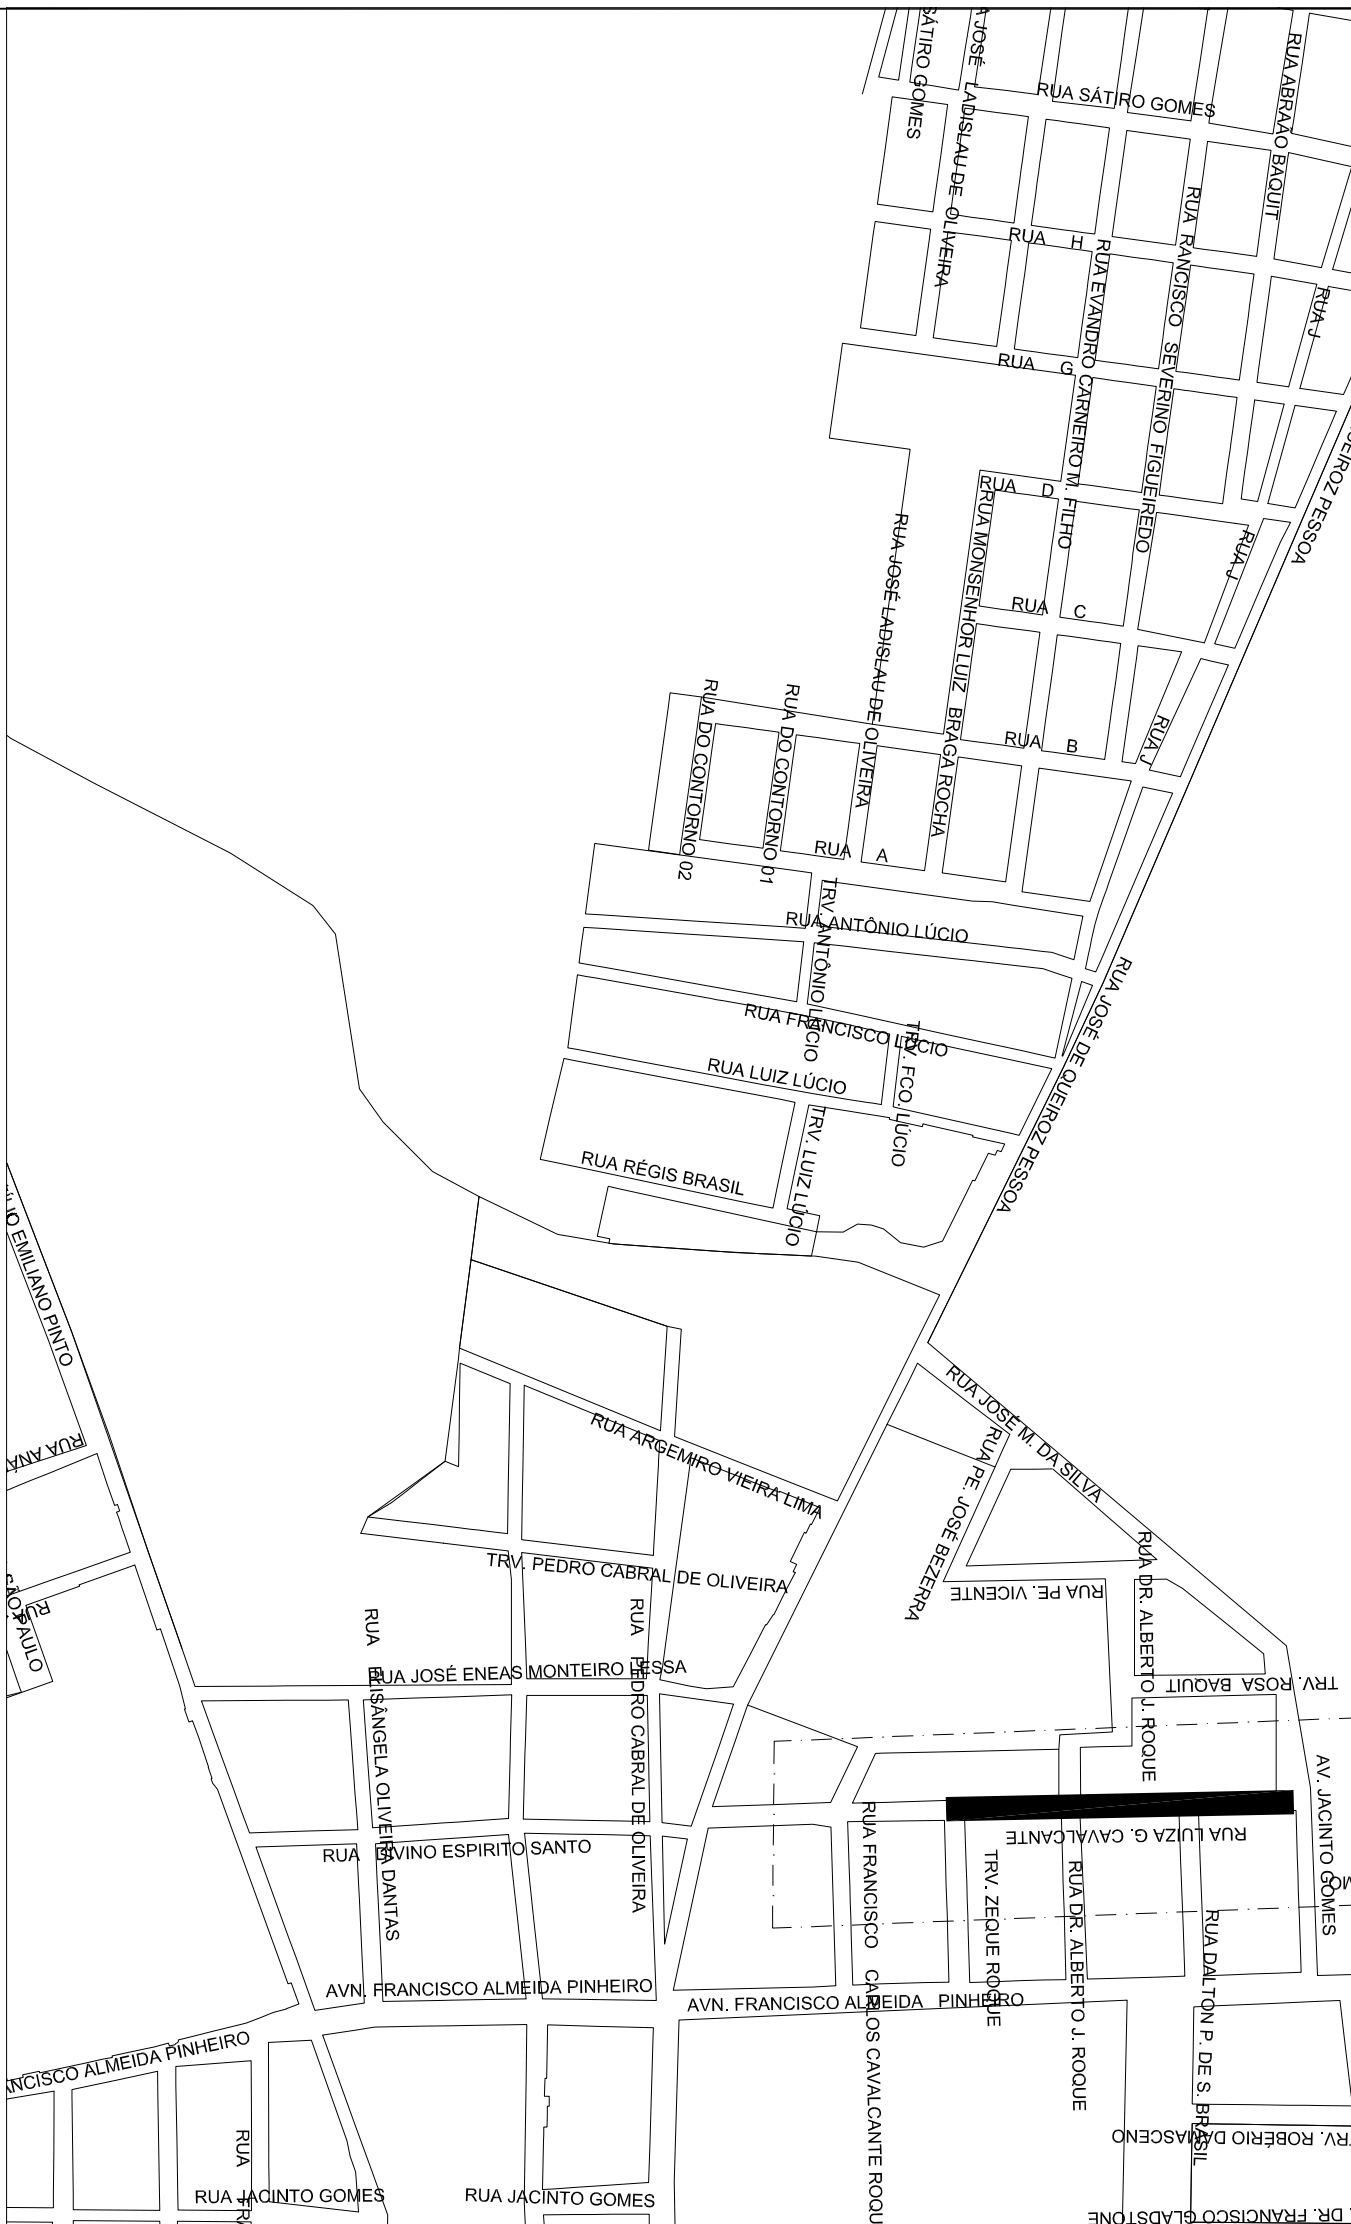 SÁTIRO GOMES
JOSÉ LADISLAU DE OLIVEIRA
RUA SÁTIRO GOMES
RUA ABRAÃO BAQUIT
RUA RANCISCO SEVERINO FIGUEIREDO
RUA H
RUA EVANDRO CARNEIRO M. FILHO
RUA J
RUA G
QUEIROZ PESSOA
RUA D
RUA MONSENHOR LUIZ BRAGA ROCHA
RUA JOSÉ LADISLAU DE OLIVEIRA
RUA J
RUA C
RUA DO CONTORNO 02
RUA DO CONTORNO 01
RUA J
RUA B
RUA A
TRV. ANTÔNIO LÚCIO
RUA ANTÔNIO LÚCIO
RUA JOSÉ DE QUEIROZ PESSOA
RUA FRANCISCO LÚCIO
TRV. FCO. LÚCIO
RUA LUIZ LÚCIO
TRV. LUIZ LÚCIO
RUA RÉGIS BRASIL
EMILIANO PINTO
RUA JOSÉ M. DA SILVA
RUA ARGEMIRO VIEIRA LIMA
RUA PE. JOSÉ BEZERRA
RUA ANÁ
RUA DR. ALBERTO J. ROQUE
TRV. PEDRO CABRAL DE OLIVEIRA
RUA PE. VICENTE
RUA
SÃO PAULO
RUA ELISÂNGELA OLIVEIRA DANTAS
RUA PEDRO CABRAL DE OLIVEIRA
RUA JOSÉ ENEAS MONTEIRO LESSA
TRV. ROSA BAQUIT
AV. JACINTO GOMES
RUA FRANCISCO CARLOS CAVALCANTE ROQU
RUA LUIZA G. CAVALCANTE
RUA DIVINO ESPIRITO SANTO
TRV. ZEQUE ROQUE
RUA DR. ALBERTO J. ROQUE
RUA DALTON P. DE S. BRASIL
AVN. FRANCISCO ALMEIDA PINHEIRO
AVN. FRANCISCO ALMEIDA PINHEIRO
ANCISCO ALMEIDA PINHEIRO
RUA FRA
TRV. ROBÉRIO DAMASCENO
RUA JACINTO GOMES
RUA JACINTO GOMES
DR. FRANCISCO GLADSTONE